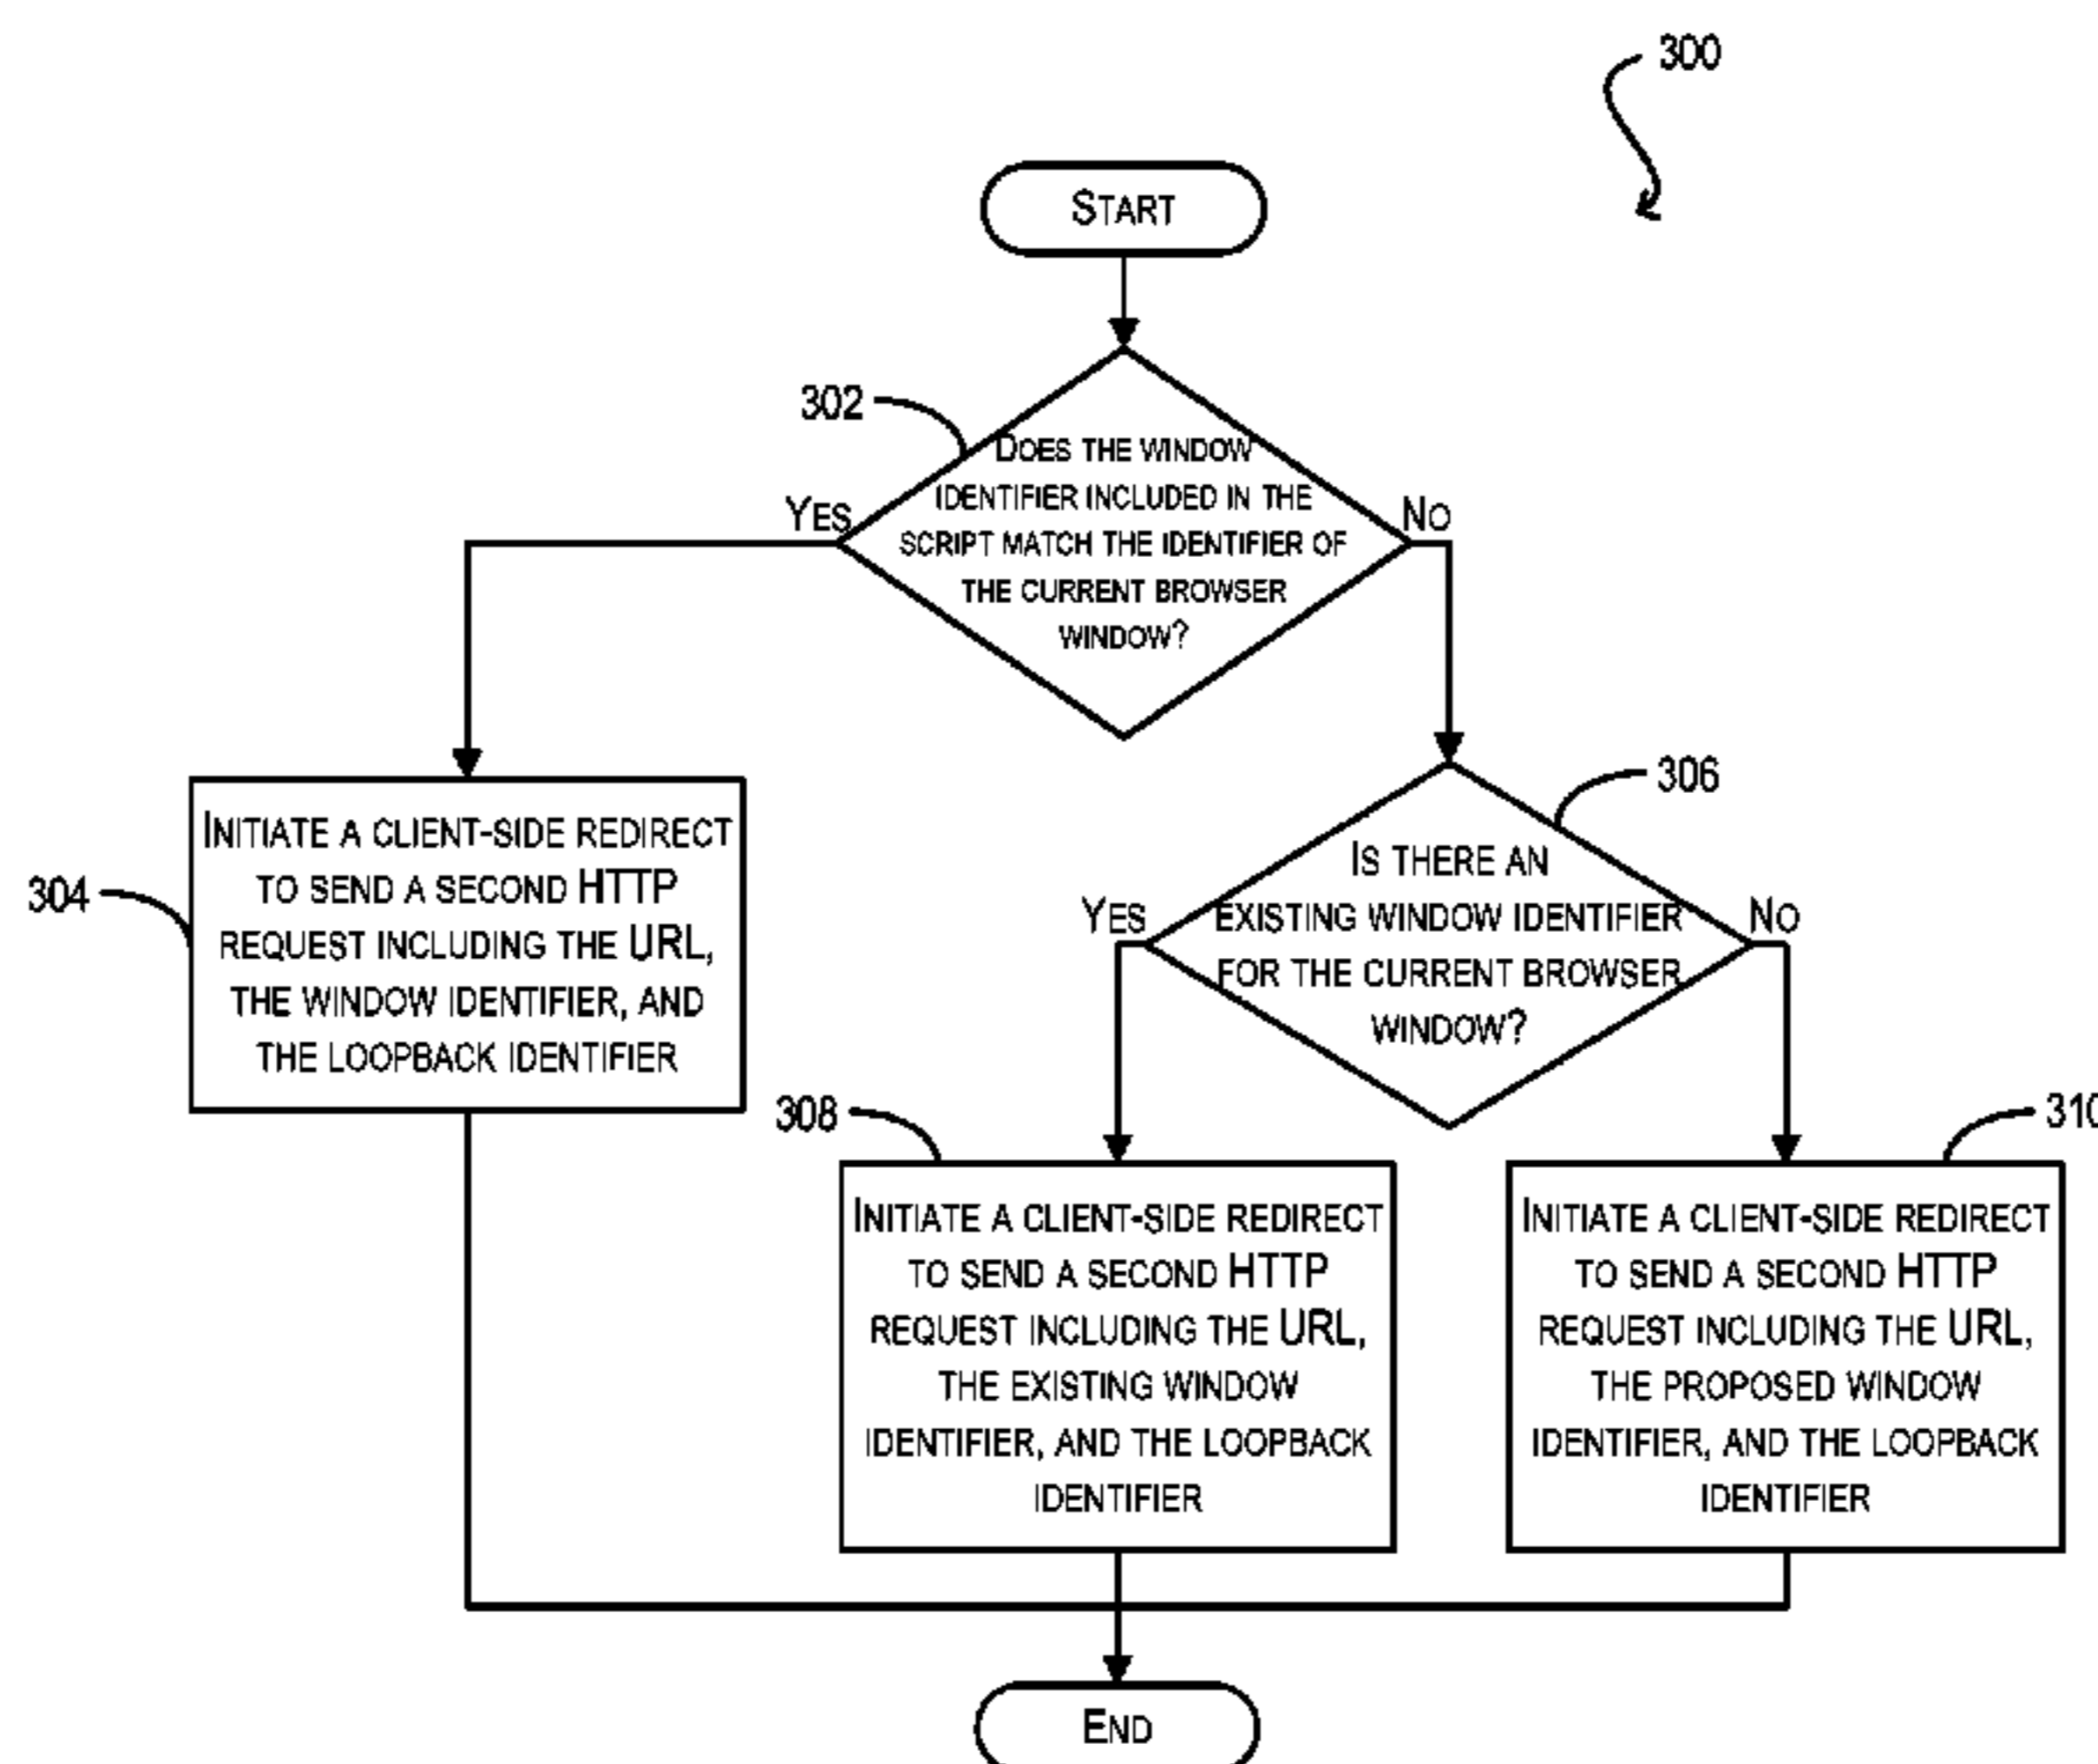 300
START
302
DOES THE WINDOW
IDENTIFIER INCLUDED IN THE
SCRIPT MATCH THE IDENTIFIER OF
THE CURRENT BROWSER
WINDOW?
YES
NO
304
INITIATE A CLIENT-SIDE REDIRECT
TO SEND A SECOND HTTP
REQUEST INCLUDING THE URL,
THE WINDOW IDENTIFIER, AND
THE LOOPBACK IDENTIFIER
306
IS THERE AN
EXISTING WINDOW IDENTIFIER
FOR THE CURRENT BROWSER
WINDOW?
YES
NO
308
INITIATE A CLIENT-SIDE REDIRECT
TO SEND A SECOND HTTP
REQUEST INCLUDING THE URL,
THE EXISTING WINDOW
IDENTIFIER, AND THE LOOPBACK
IDENTIFIER
310
INITIATE A CLIENT-SIDE REDIRECT
TO SEND A SECOND HTTP
REQUEST INCLUDING THE URL,
THE PROPOSED WINDOW
IDENTIFIER, AND THE LOOPBACK
IDENTIFIER
END